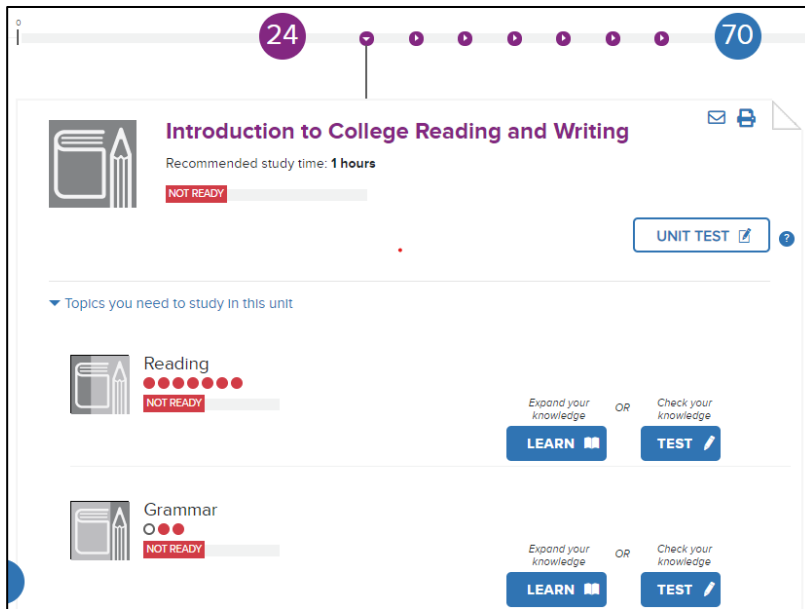 0
24
70
Introduction to College Reading and Writing
Recommended study time: 1 hours
NOT READY
UNIT TEST
?
Topics you need to study in this unit
Reading
NOT READY
Expand your knowledge
OR
Check your knowledge
LEARN
TEST
Grammar
NOT READY
Expand your knowledge
OR
Check your knowledge
LEARN
TEST